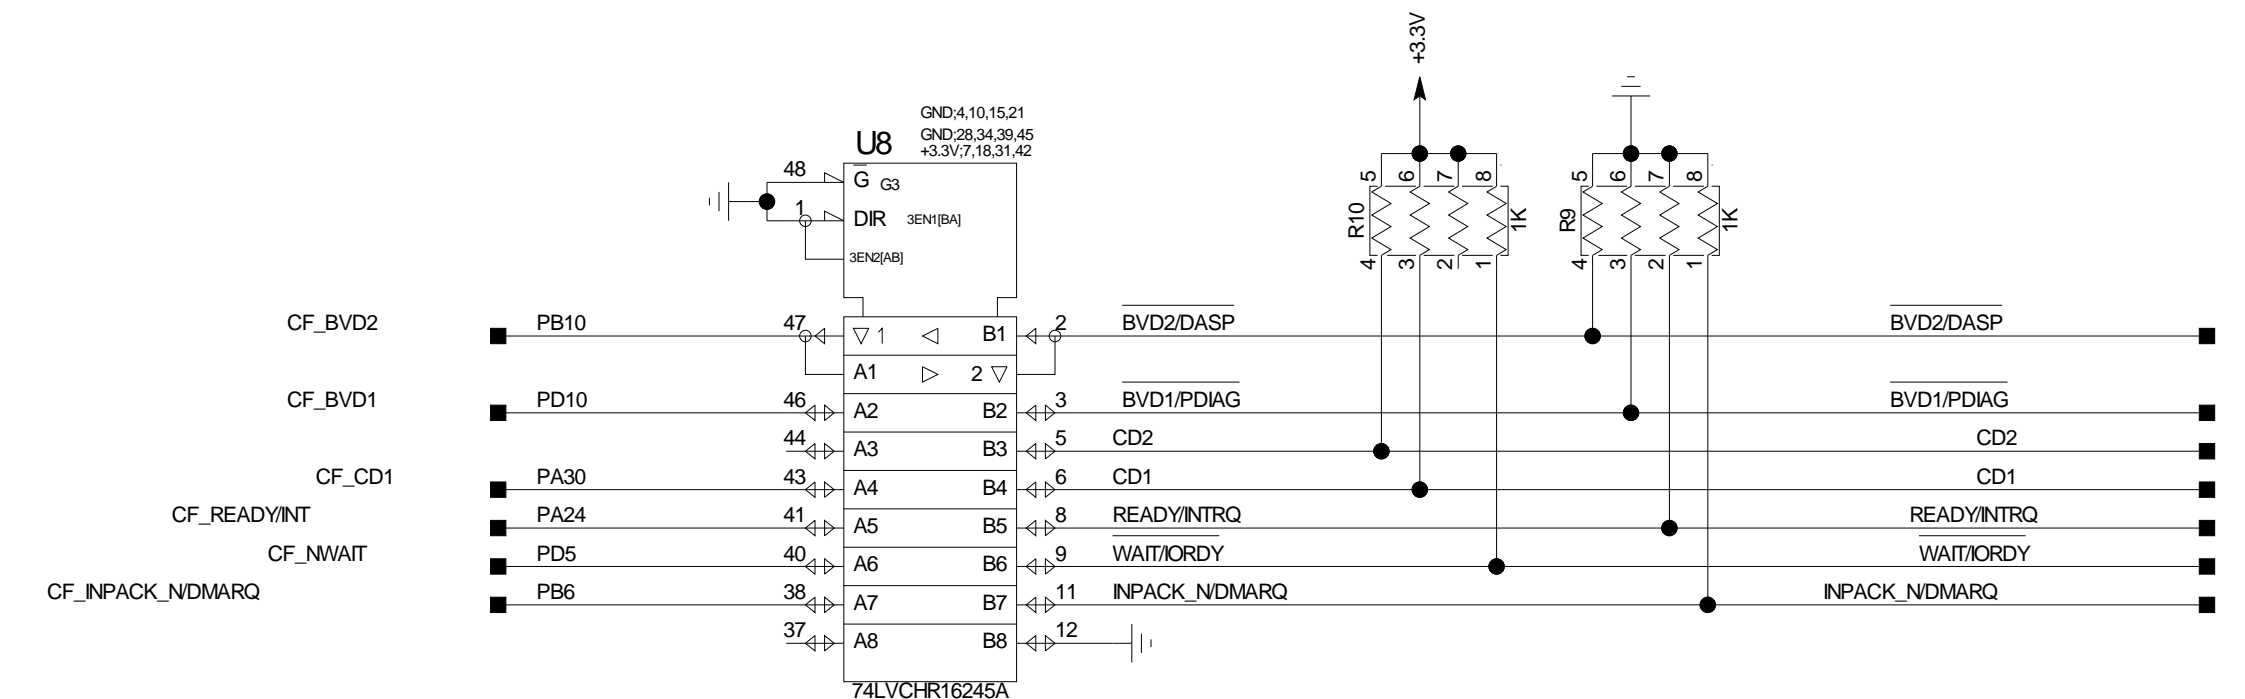 +3.3V
GND;4,10,15,21
GND;28,34,39,45
+3.3V;7,18,31,42
U8
48 G G3
1 DIR 3EN1[BA]
3EN2[AB]
5 6 7 8
R10 1K
4 3 2 1
5 6 7 8
R9 1K
4 3 2 1
CF_BVD2 PB10 47 1 B1 2 BVD2/DASP BVD2/DASP
A1 2
CF_BVD1 PD10 46 A2 B2 3 BVD1/PDIAG BVD1/PDIAG
44 A3 B3 5 CD2 CD2
CF_CD1 PA30 43 A4 B4 6 CD1 CD1
CF_READY/INT PA24 41 A5 B5 8 READY/INTRQ READY/INTRQ
CF_NWAIT PD5 40 A6 B6 9 WAIT/IORDY WAIT/IORDY
CF_INPACK_N/DMARQ PB6 38 A7 B7 11 INPACK_N/DMARQ INPACK_N/DMARQ
37 A8 B8 12
74LVCHR16245A